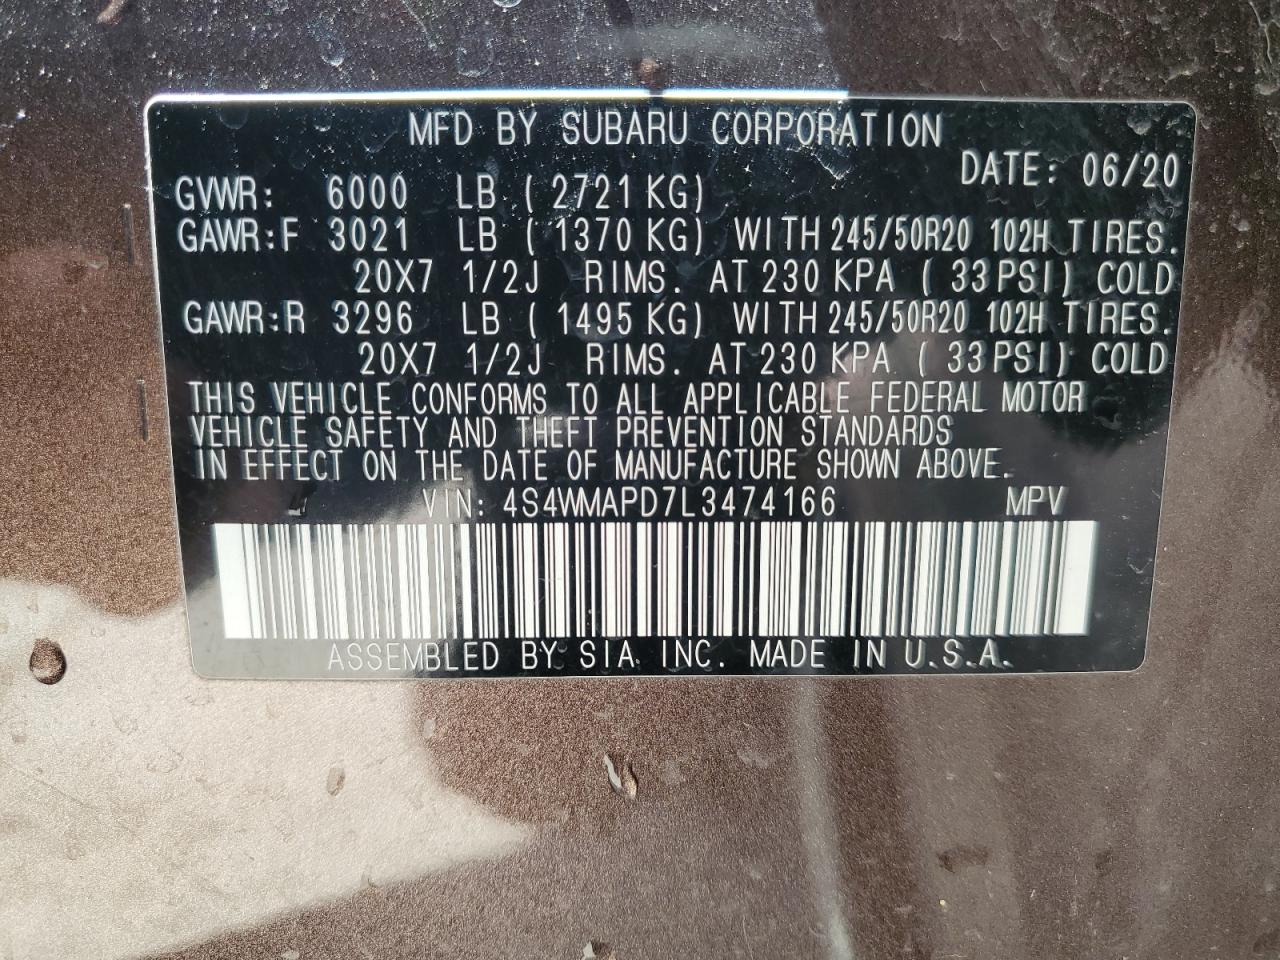 MFD BY SUBARU CORPORATION
DATE: 06/20
GVWR: 6000 LB ( 2721 KG)
GAWR:F 3021 LB ( 1370 KG) WITH 245/50R20 102H TIRES.
20X7 1/2J RIMS. AT 230 KPA ( 33 PSI) COLD
GAWR:R 3296 LB ( 1495 KG) WITH 245/50R20 102H TIRES.
20X7 1/2J RIMS. AT 230 KPA ( 33 PSI) COLD
THIS VEHICLE CONFORMS TO ALL APPLICABLE FEDERAL MOTOR
VEHICLE SAFETY AND THEFT PREVENTION STANDARDS
IN EFFECT ON THE DATE OF MANUFACTURE SHOWN ABOVE.
VIN: 4S4WMAPD7L3474166 MPV
ASSEMBLED BY SIA INC. MADE IN U.S.A.